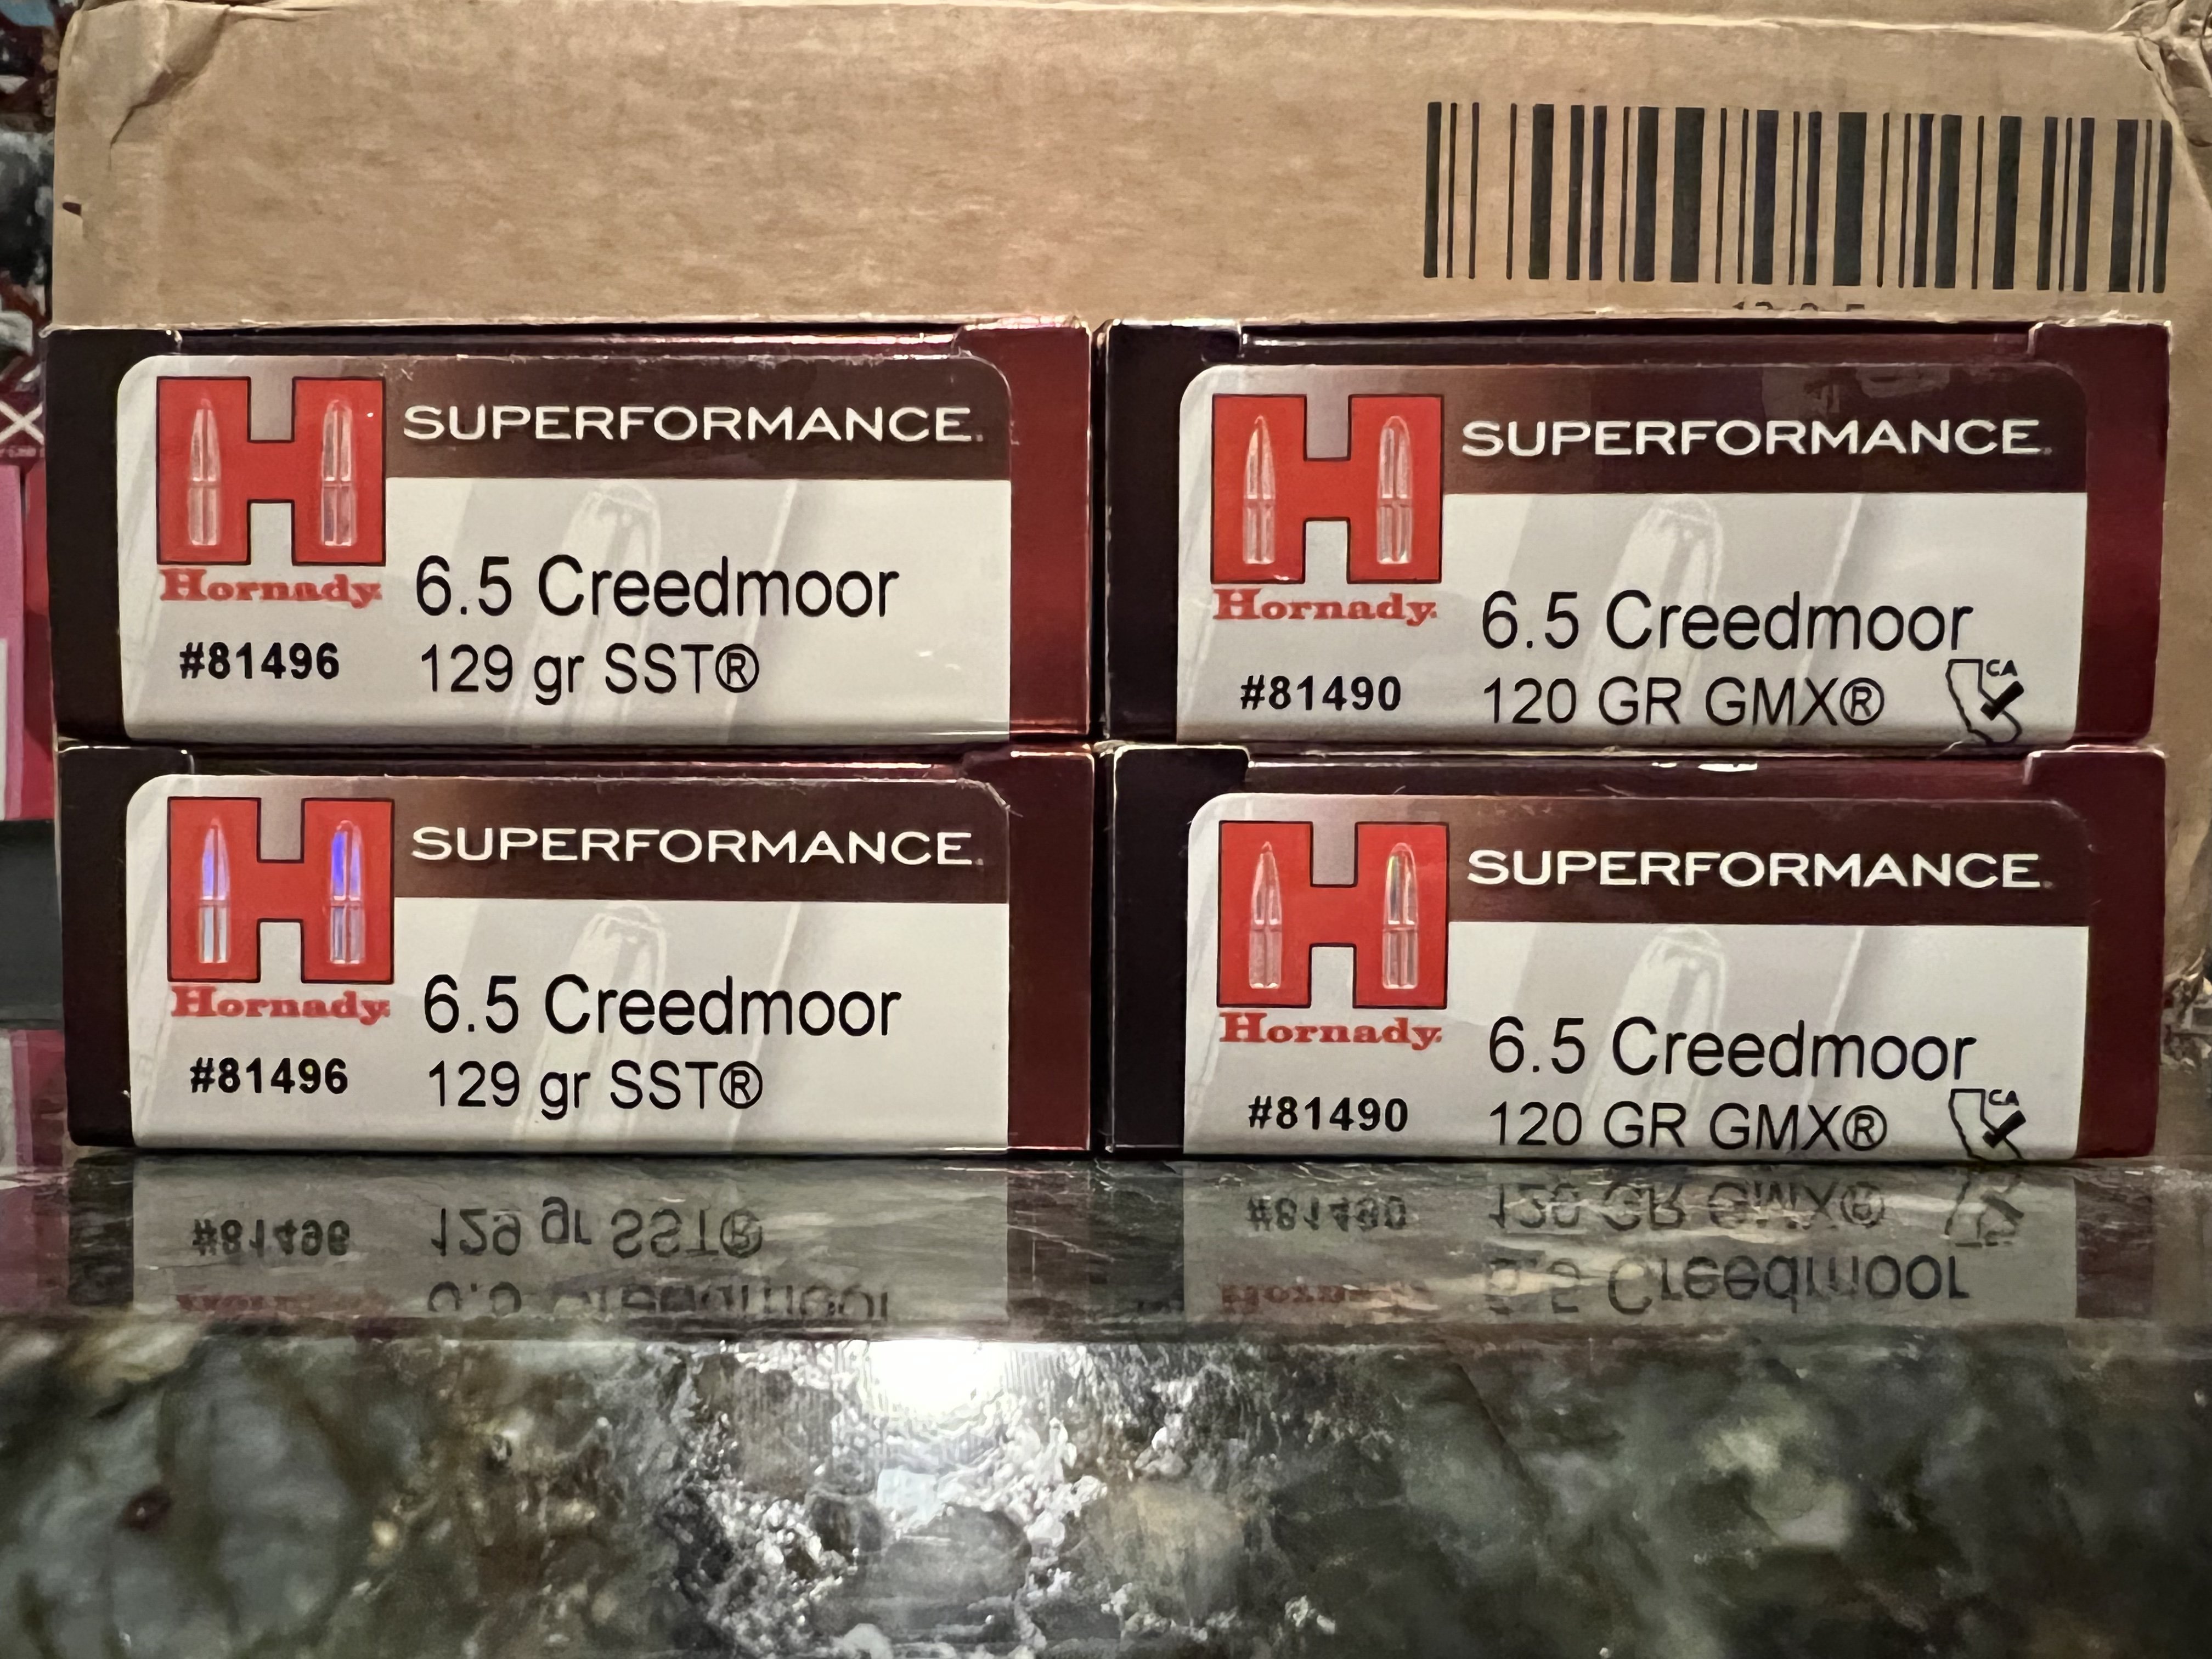 SUPERFORMANCE®
Hornady
6.5 Creedmoor
#81496
129 gr SST®
SUPERFORMANCE®
Hornady
6.5 Creedmoor
CA
#81490
120 GR GMX®
SUPERFORMANCE®
Hornady
6.5 Creedmoor
#81496
129 gr SST®
SUPERFORMANCE®
Hornady
6.5 Creedmoor
CA
#81490
120 GR GMX®